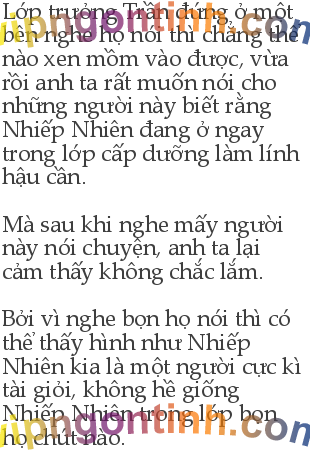 Lớp trưởng Trần đứng ở một
bên nghe họ nói thì chẳng thể
nào xen mồm vào được, vừa
rồi anh ta rất muốn nói cho
những người này biết rằng
Nhiếp Nhiên đang ở ngay
trong lớp cấp dưỡng làm lính
hậu cần.
Mà sau khi nghe mấy người
này nói chuyện, anh ta lại
cảm thấy không chắc lắm.
Bởi vì nghe bọn họ nói thì có
thể thấy hình như Nhiếp
Nhiên kia là một người cực kì
tài giỏi, không hề giống
Nhiếp Nhiên trong lớp bọn
họ chút nào.